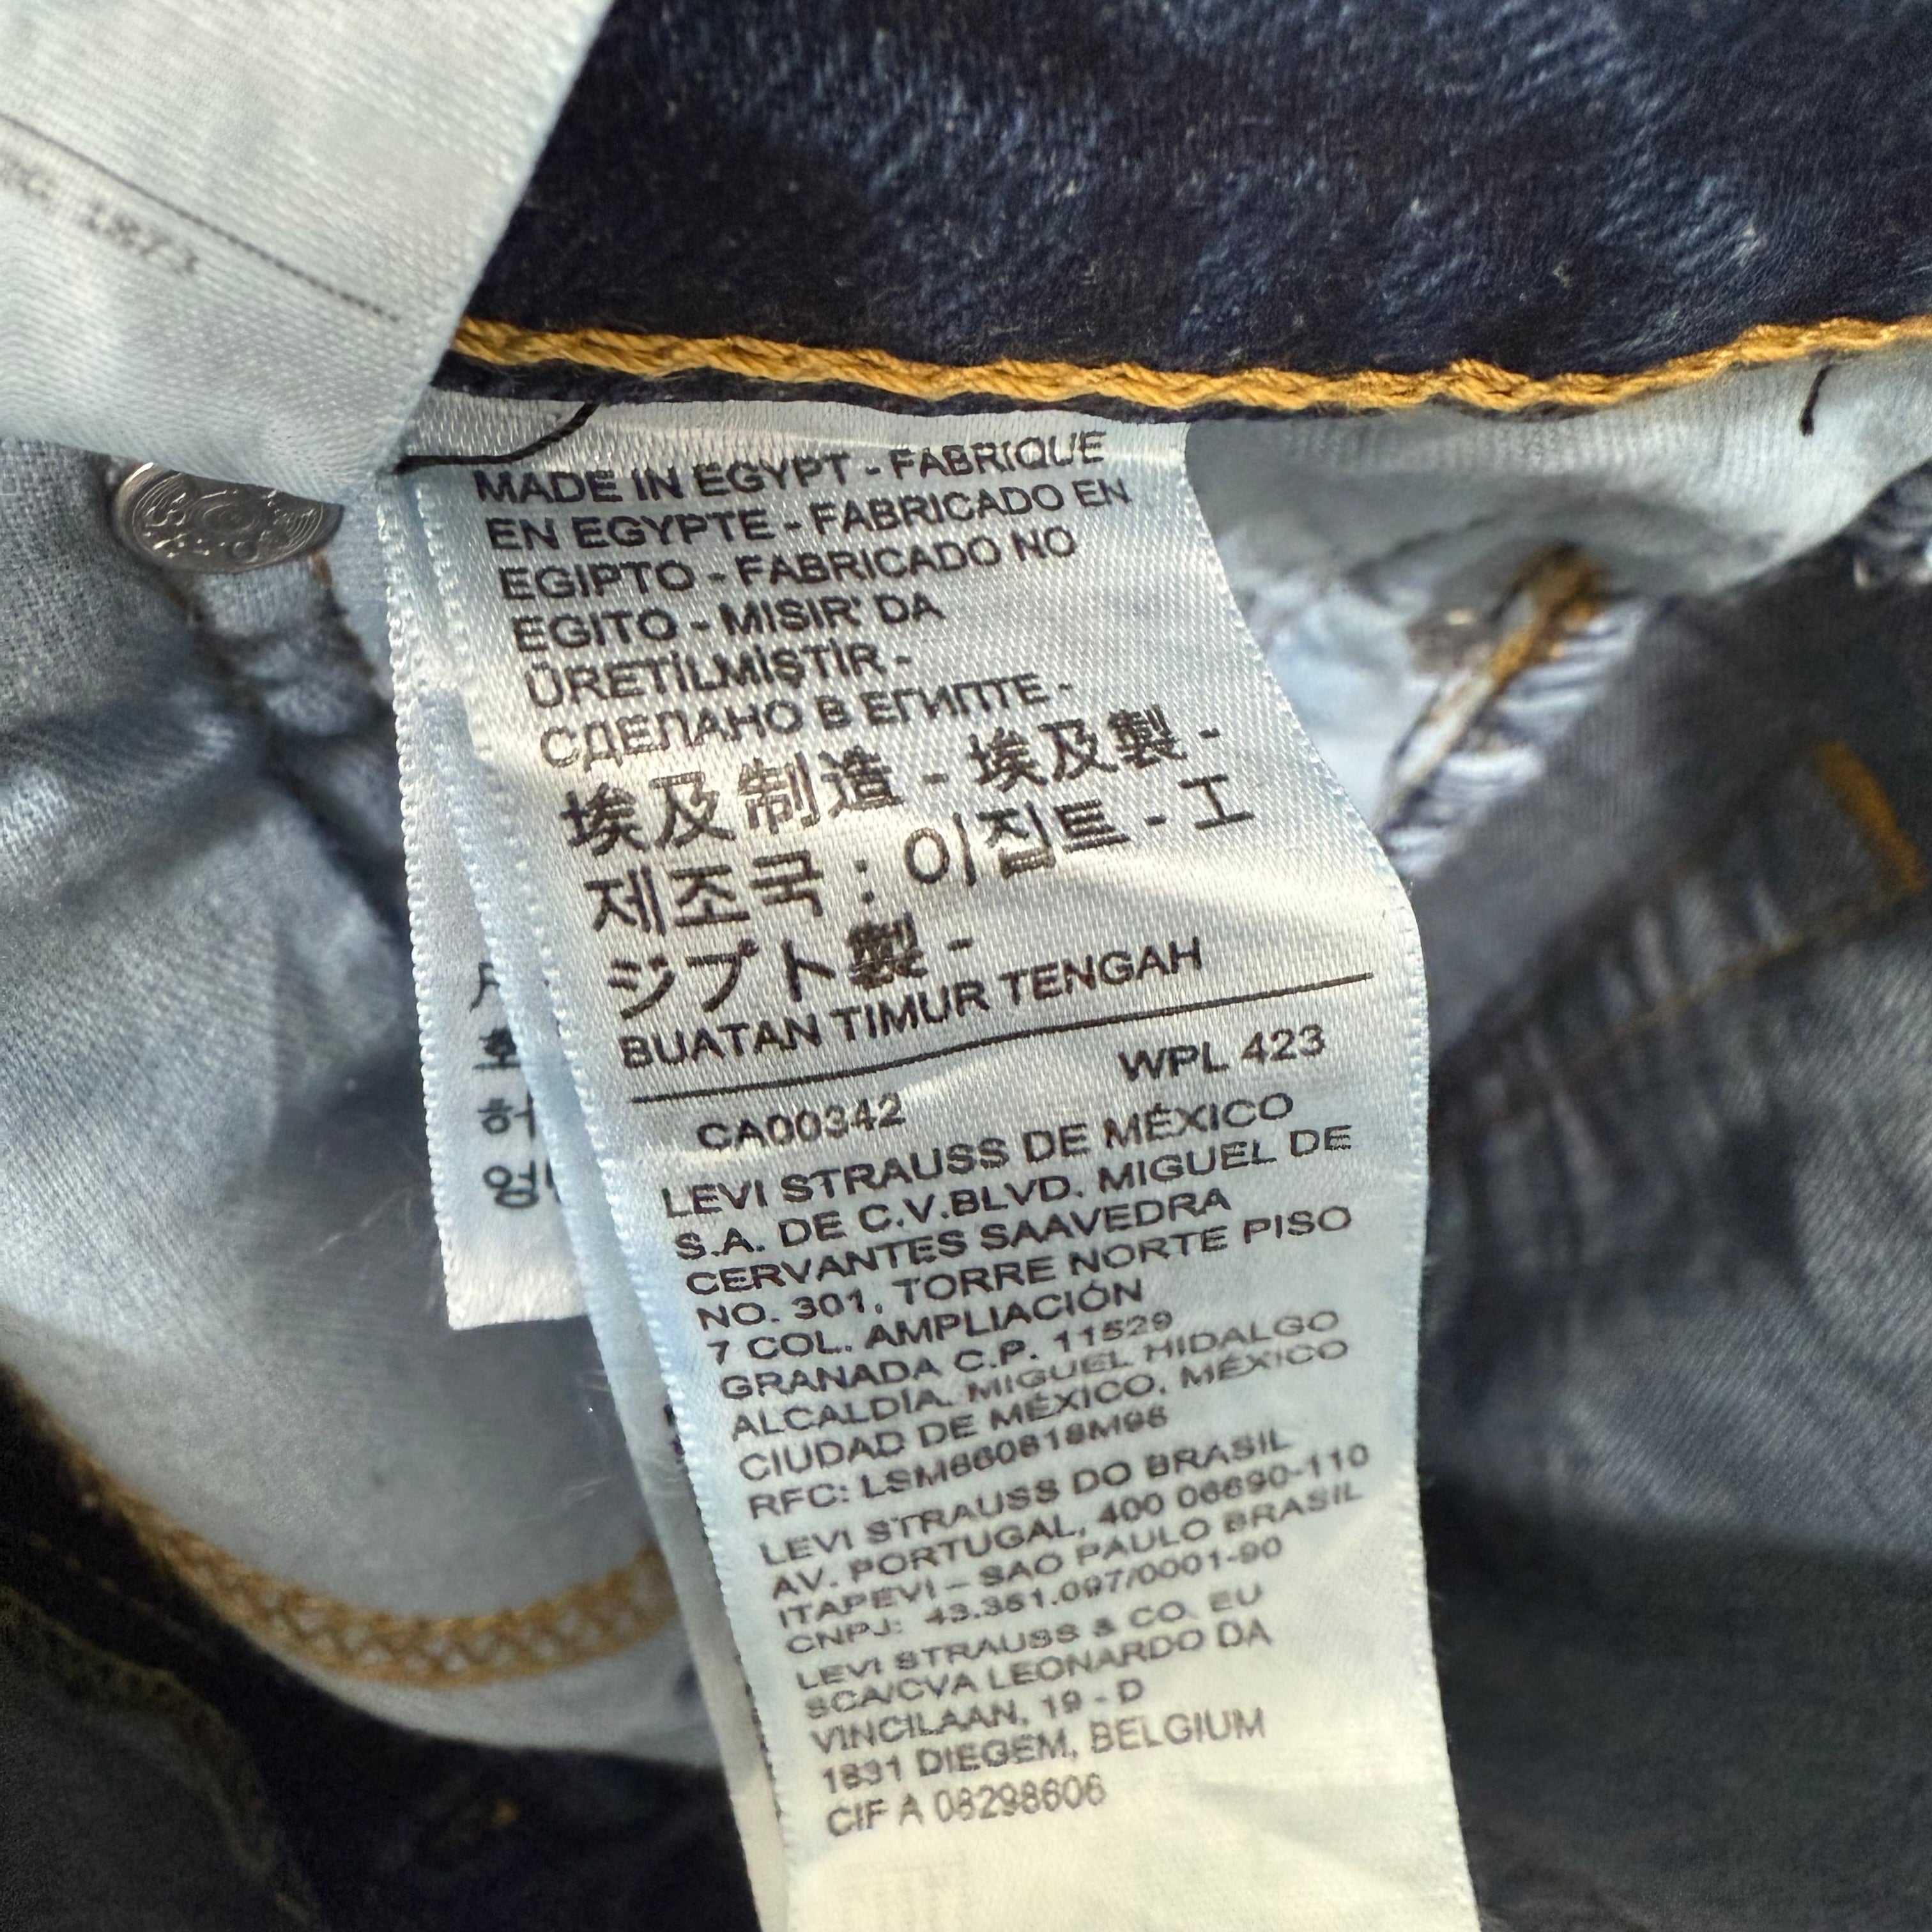 1873
MADE IN EGYPT - FABRIQUE
EN EGYPTE - FABRICADO EN
EGIPTO - FABRICADO NO
EGITO - MISIR' DA
ÜRETİLMİŞTİR -
СДЕЛАНО В ЕГИПТЕ -
埃及制造 - 埃及製 -
제조국 : 이집트 - エ
ジプト製 -
BUATAN TIMUR TENGAH
WPL 423
CA00342
LEVI STRAUSS DE MÉXICO
S.A. DE C.V.BLVD. MIGUEL DE
CERVANTES SAAVEDRA
NO. 301, TORRE NORTE PISO
7 COL. AMPLIACIÓN
GRANADA C.P. 11529
ALCALDÍA. MIGUEL HIDALGO
CIUDAD DE MÉXICO, MÉXICO
RFC:
LEVI STRAUSS DO BRASIL
AV. PORTUGAL, 400 06690-110
ITAPEVI – SAO PAULO BRASIL
CNPJ: 43.351.097/0001-90
LEVI STRAUSS & CO. EU
SCA/CVA LEONARDO DA
VINCILAAN, 19 - D
1831 DIEGEM, BELGIUM
CIF A 08298606